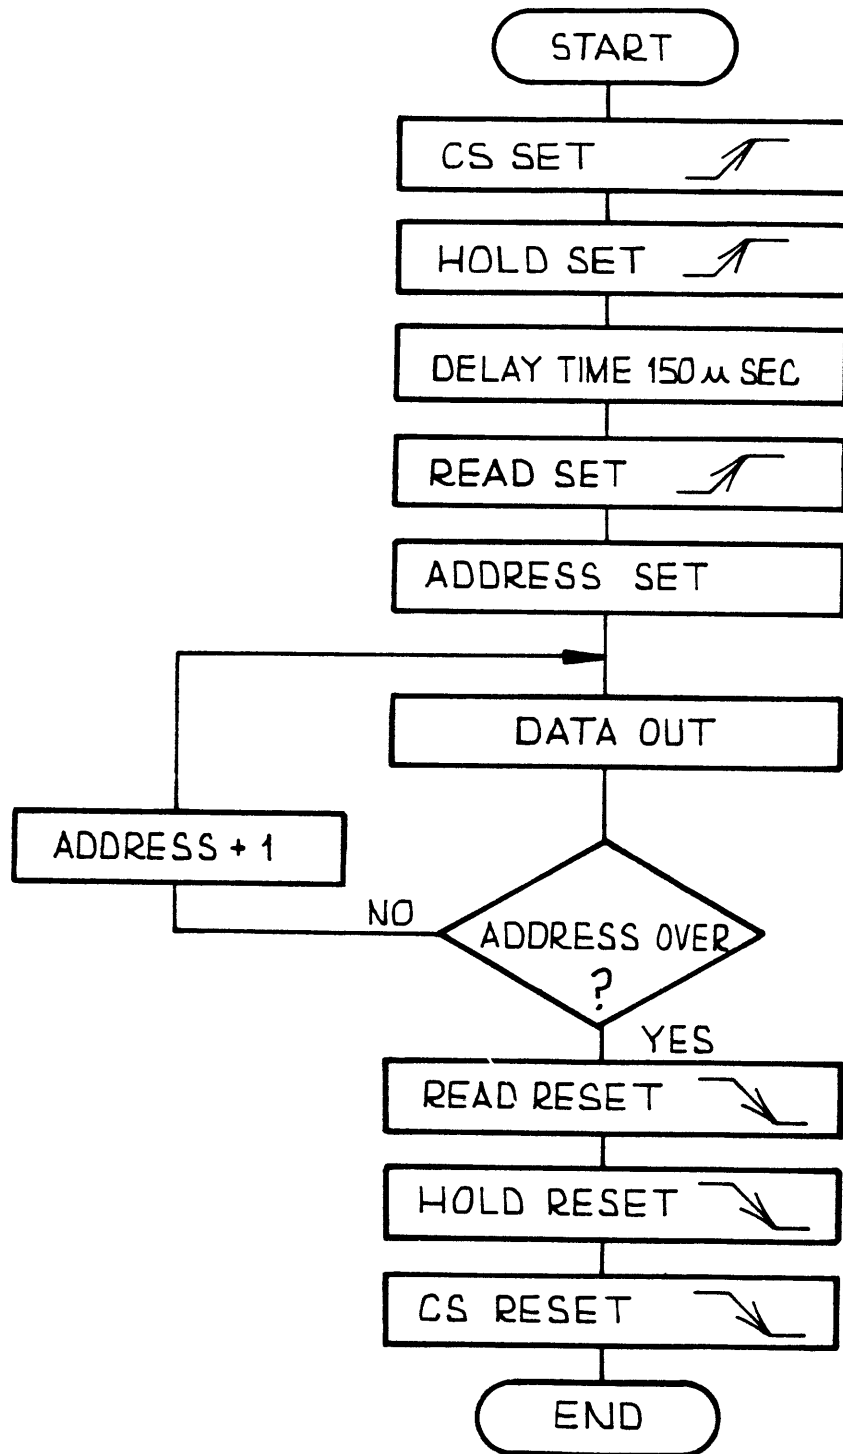 START
CS SET
HOLD SET
DELAY TIME 150 μ SEC
READ SET
ADDRESS SET
DATA OUT
ADDRESS + 1
NO
ADDRESS OVER
?
YES
READ RESET
HOLD RESET
CS RESET
END